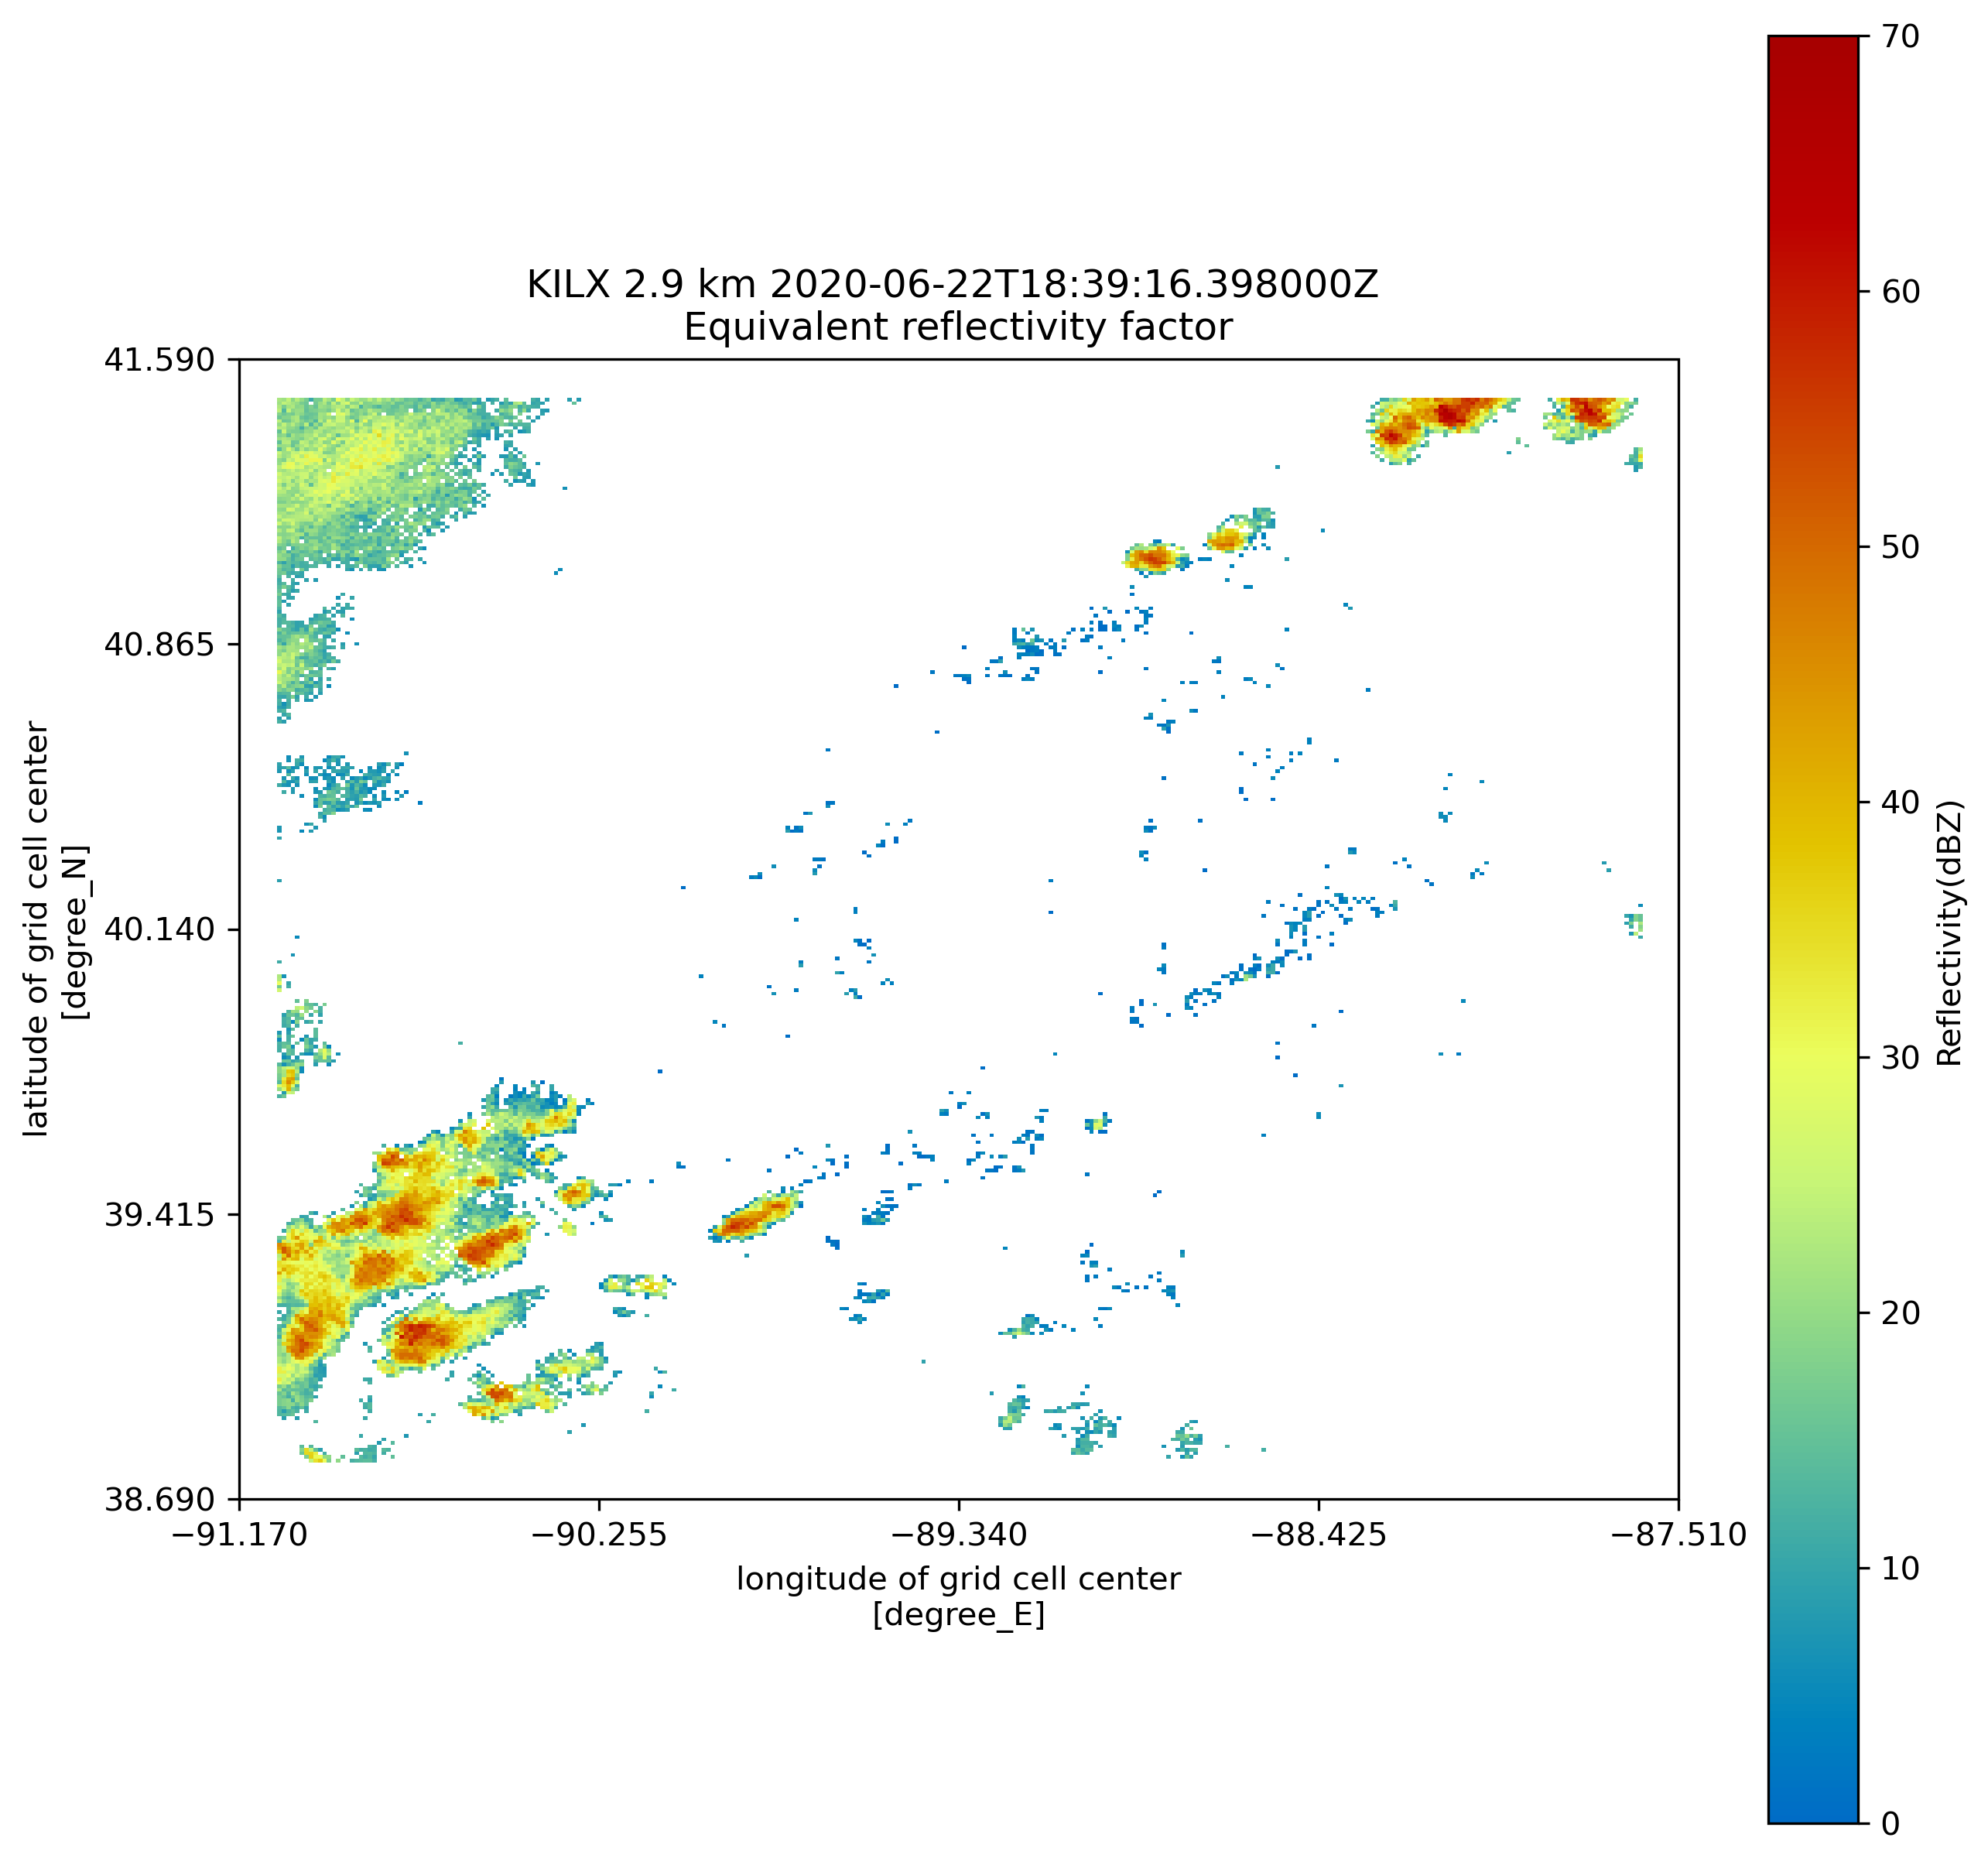 KILX 2.9 km 2020-06-22T18:39:16.398000Z
Equivalent reflectivity factor
41.590
40.865
40.140
39.415
38.690
latitude of grid cell center
[degree_N]
−91.170
−90.255
−89.340
−88.425
−87.510
longitude of grid cell center
[degree_E]
70
60
50
40
30
20
10
0
Reflectivity(dBZ)